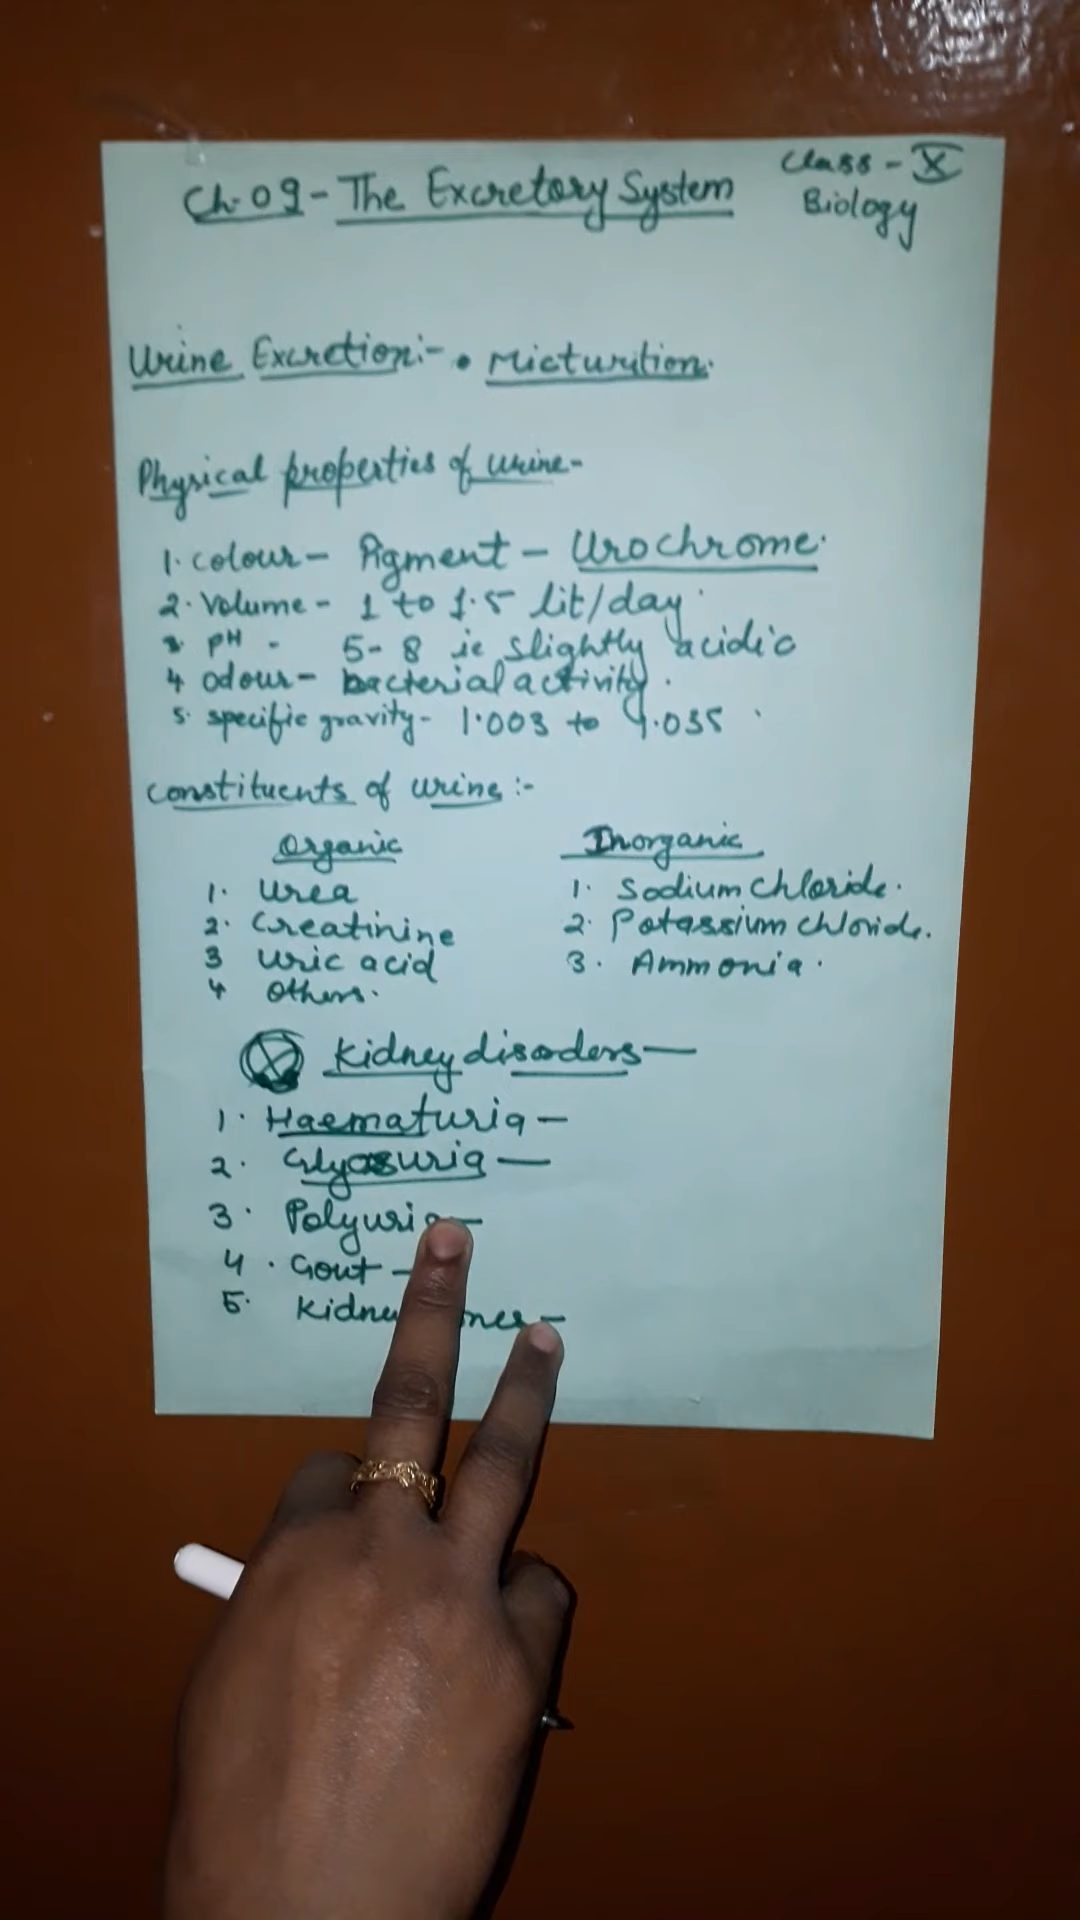 Ch. 09 - The Excretory System
Class - X
Biology
Urine Excretion:- • Micturition.
Physical properties of urine-
1. colour - Pigment - Urochrome.
2. Volume - 1 to 1.5 lit/day.
3 pH - 5-8 ie slightly acidic
4 odour - bacterial activity.
5. specific gravity - 1.003 to 1.035
constituents of urine :-
Organic
1. Urea
2. Creatinine
3 Uric acid
4 Others.
Inorganic
1. Sodium Chloride.
2. Potassium chloride.
3. Ammonia.
Kidney disorders—
1. Haematuria —
2. Glyosuria —
3. Polyuria -
4. Gout -
5.